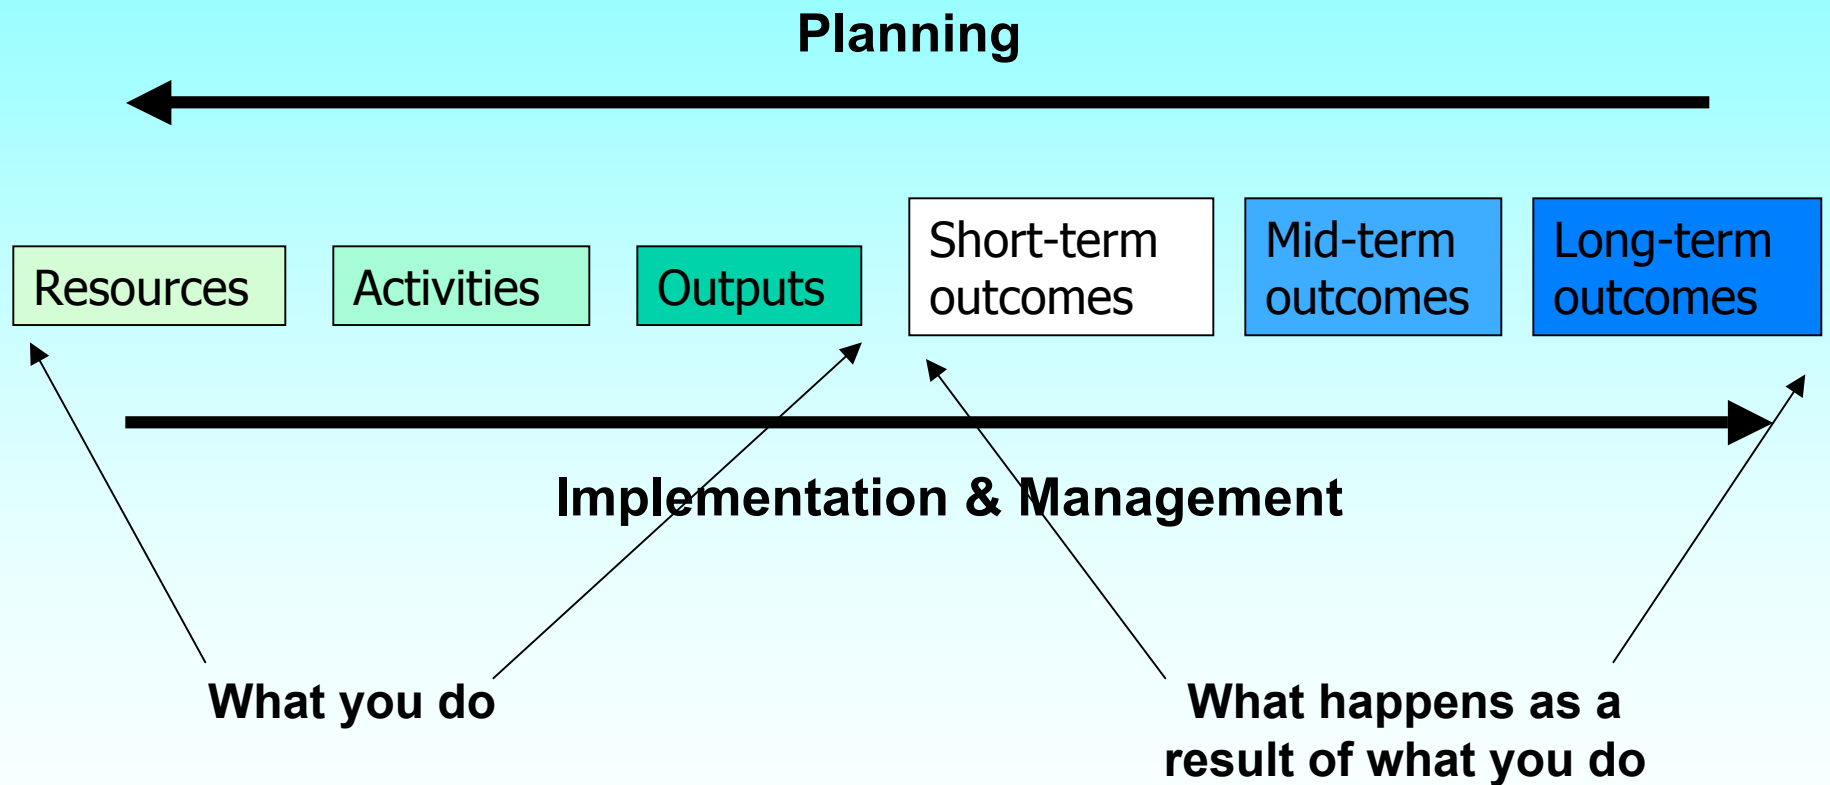 Planning
Resources
Activities
Outputs
Short-term
outcomes
Mid-term
outcomes
Long-term
outcomes
Implementation & Management
What you do
What happens as a
result of what you do